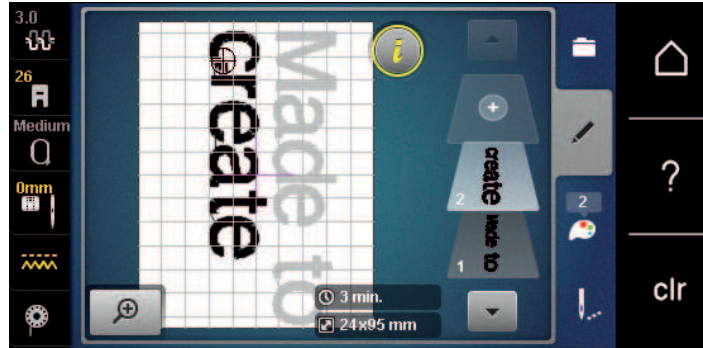 3.0
26
Medium
0mm
create
Made to
i
create
2
Made to
1
3 min.
24x95 mm
2
?
clr